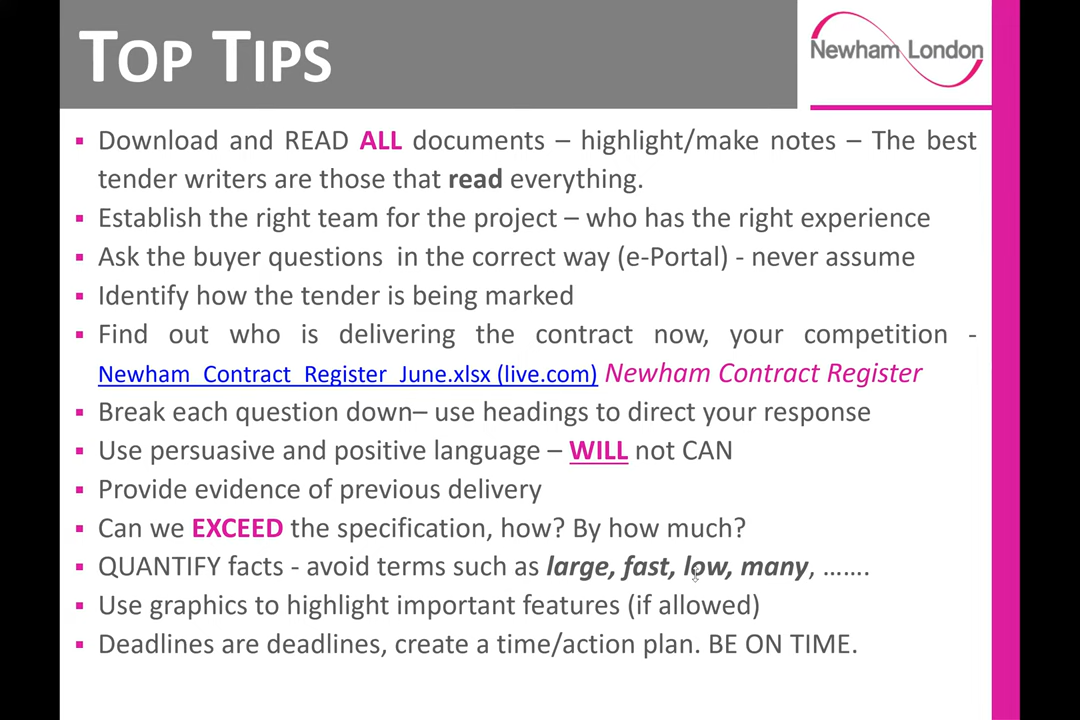 TOP TIPS
Newham London
▪ Download and READ ALL documents – highlight/make notes – The best
tender writers are those that read everything.
▪ Establish the right team for the project – who has the right experience
▪ Ask the buyer questions  in the correct way (e-Portal) - never assume
▪ Identify how the tender is being marked
▪ Find out who is delivering the contract now, your competition -
Newham_Contract_Register_June.xlsx (live.com) Newham Contract Register
▪ Break each question down– use headings to direct your response
▪ Use persuasive and positive language – WILL not CAN
▪ Provide evidence of previous delivery
▪ Can we EXCEED the specification, how? By how much?
▪ QUANTIFY facts - avoid terms such as large, fast, low, many, …….
▪ Use graphics to highlight important features (if allowed)
▪ Deadlines are deadlines, create a time/action plan. BE ON TIME.